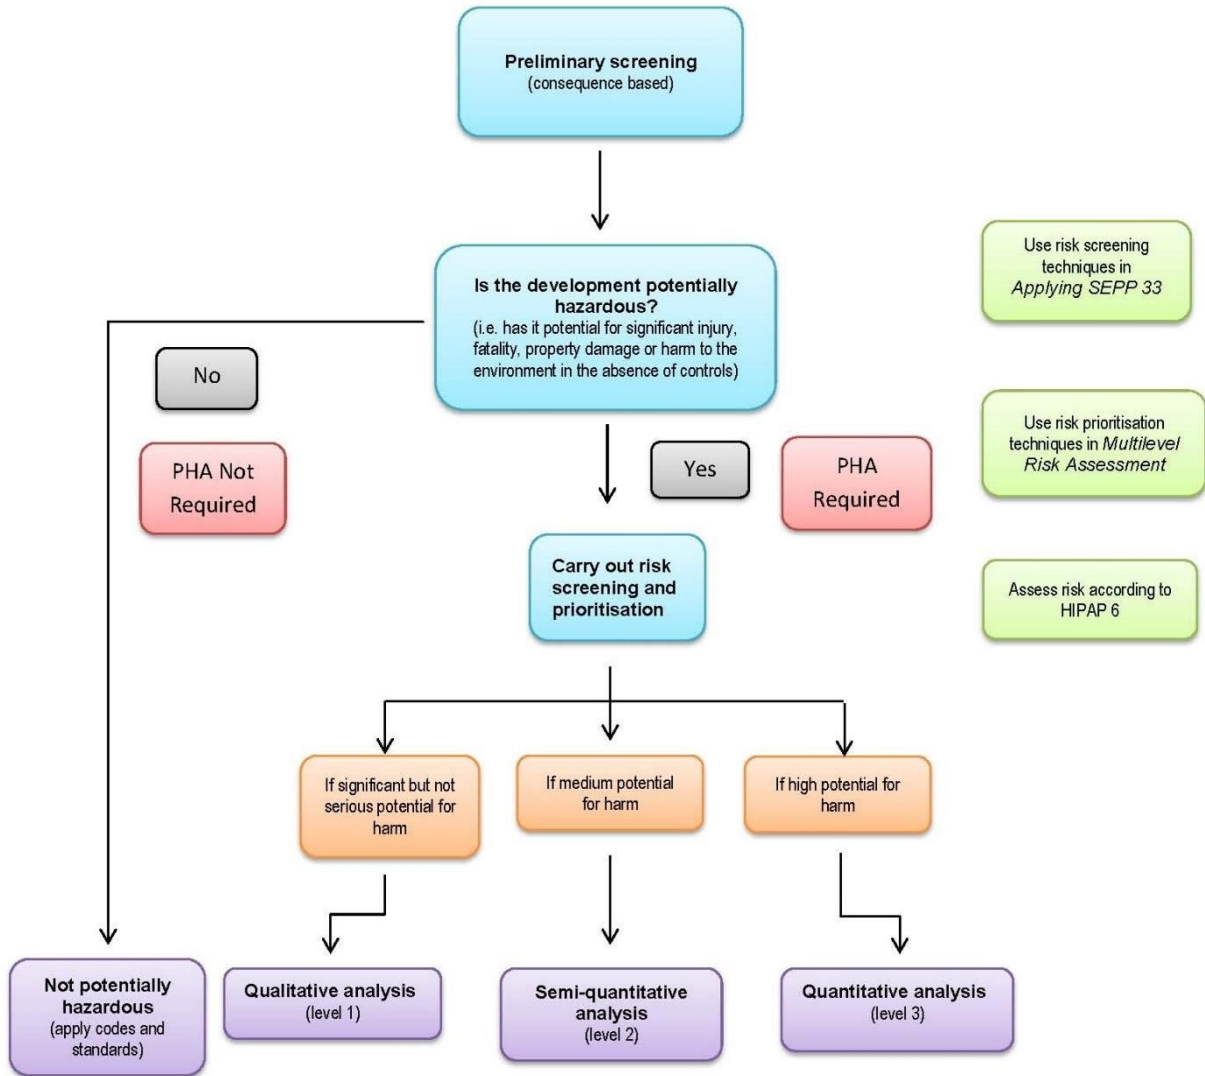 Preliminary screening
(consequence based)
Is the development potentially
hazardous?
(i.e. has it potential for significant injury,
fatality, property damage or harm to the
environment in the absence of controls)
Use risk screening
techniques in
Applying SEPP 33
No
PHA Not
Required
Yes
PHA
Required
Use risk prioritisation
techniques in Multilevel
Risk Assessment
Carry out risk
screening and
prioritisation
Assess risk according to
HIPAP 6
If significant but not
serious potential for
harm
If medium potential
for harm
If high potential for
harm
Not potentially
hazardous
(apply codes and
standards)
Qualitative analysis
(level 1)
Semi-quantitative
analysis
(level 2)
Quantitative analysis
(level 3)